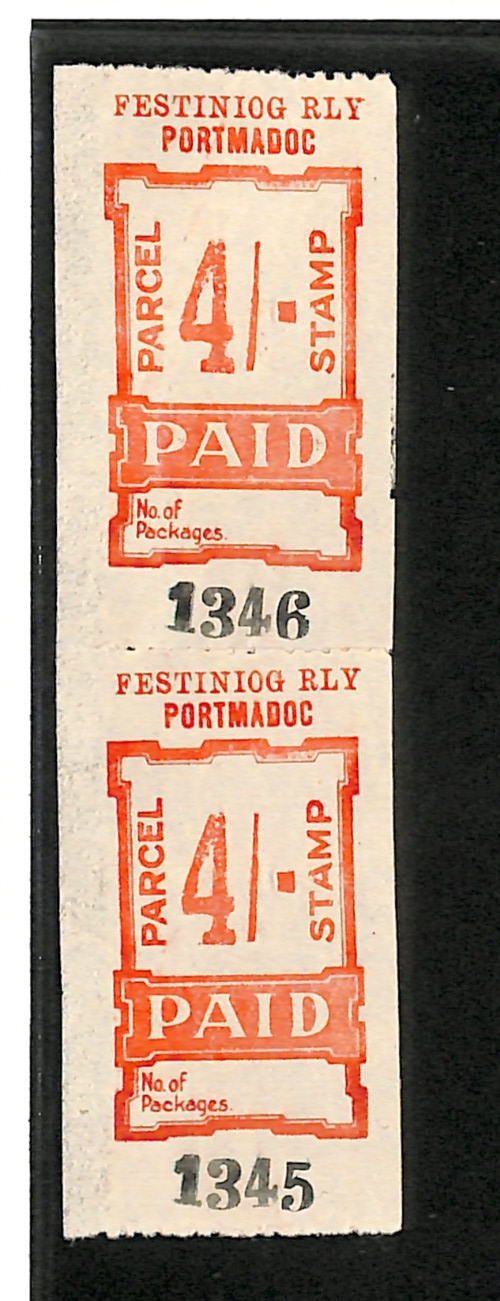 FESTINIOG RLY
PORTMADOC
PARCEL
4/-
STAMP
PAID
No. of
Packages.
1346
FESTINIOG RLY
PORTMADOC
PARCEL
4/-
STAMP
PAID
No. of
Packages.
1345